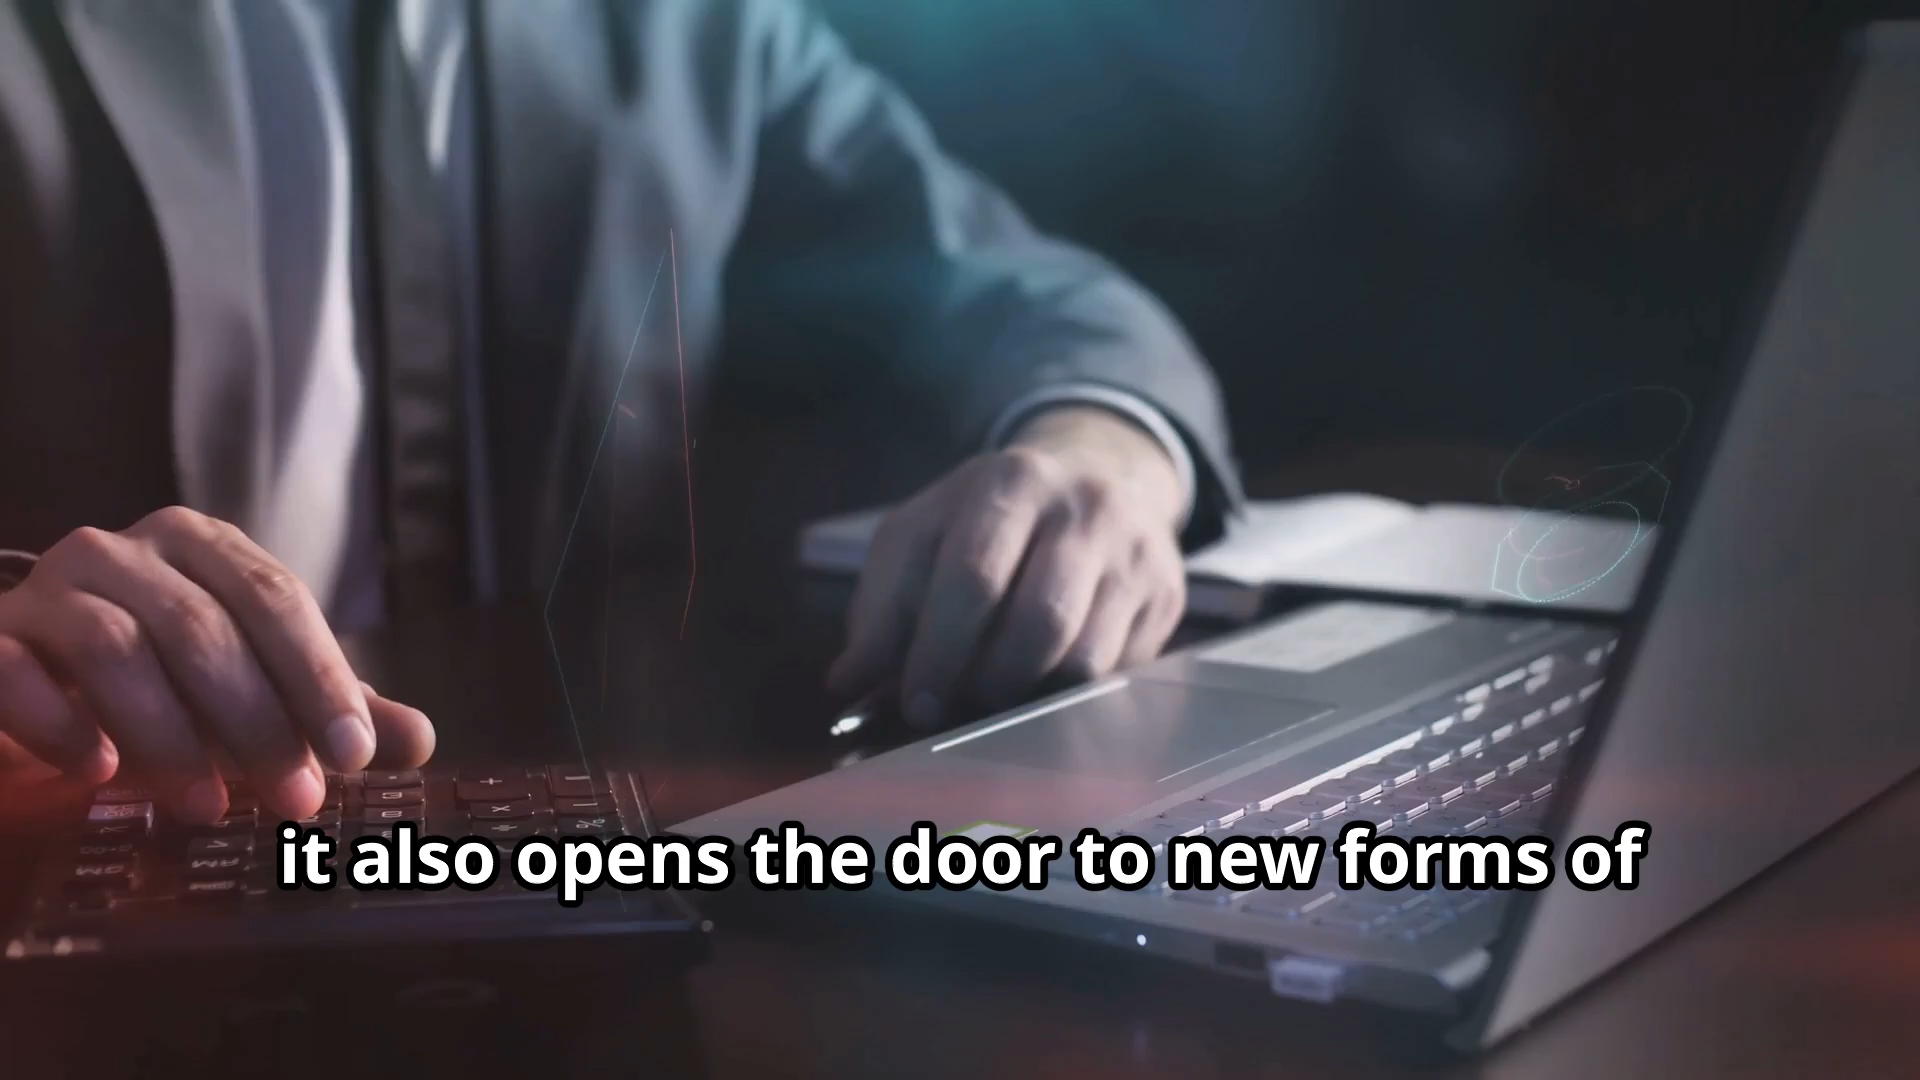 it also opens the door to new forms of